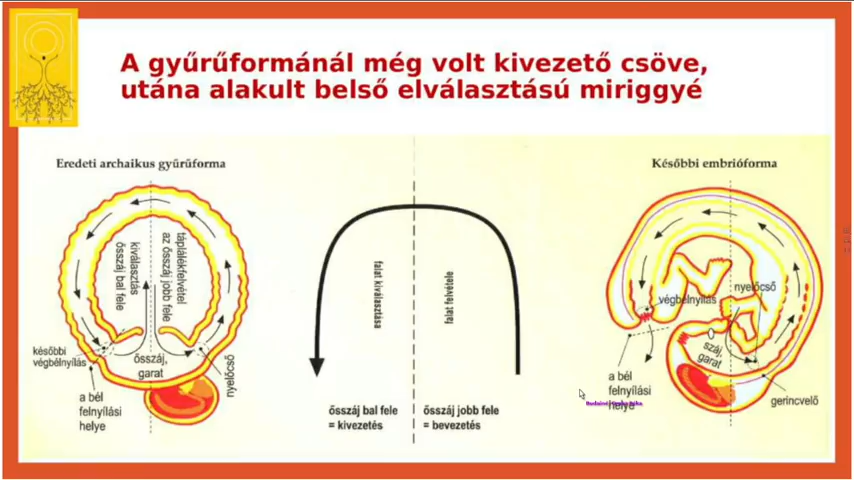 A gyűrűformánál még volt kivezető csöve,
utána alakult belső elválasztású miriggyé
Eredeti archaikus gyűrűforma
kiválasztás
ősszáj bal fele
táplálékfelvétel
az ősszáj jobb fele
későbbi
végbélnyílás
ősszáj,
garat
nyelőcső
a bél
felnyílási
helye
falat kiválasztása
falat felvétele
ősszáj bal fele
= kivezetés
ősszáj jobb fele
= bevezetés
Későbbi embrióforma
végbélnyílás
nyelőcső
száj,
garat
a bél
felnyílási
helye
gerincvelő